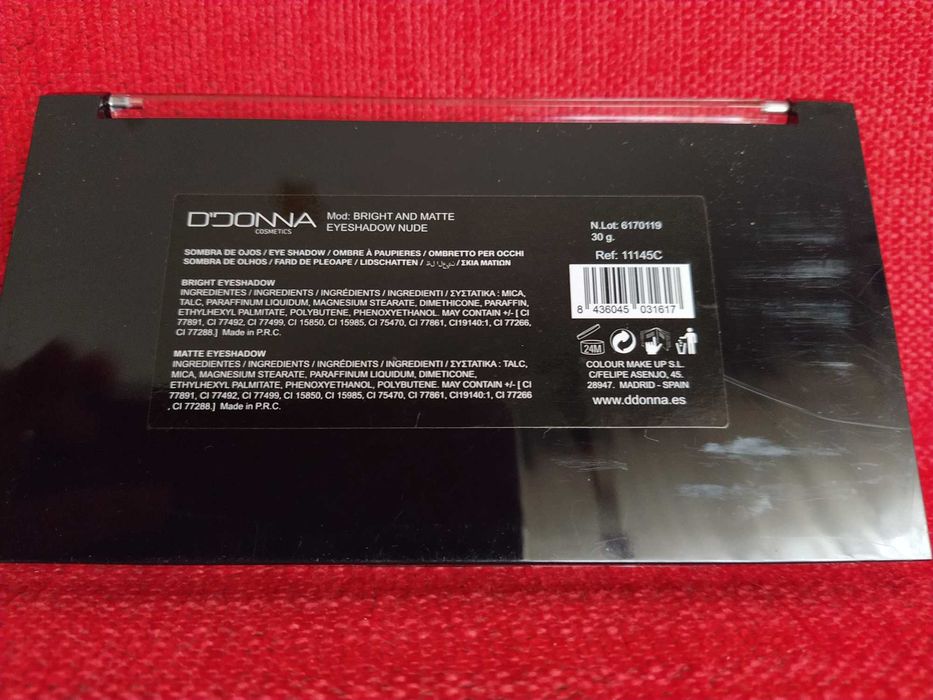 D'DONNA
COSMETICS
Mod: BRIGHT AND MATTE
EYESHADOW NUDE
SOMBRA DE OJOS / EYE SHADOW / OMBRE À PAUPIERES / OMBRETTO PER OCCHI
SOMBRA DE OLHOS / FARD DE PLEOAPE / LIDSCHATTEN / / ΣΚΙΑ ΜΑΤΙΩΝ
BRIGHT EYESHADOW
INGREDIENTES / INGREDIENTS / INGRÉDIENTS / INGREDIENTI / ΣΥΣΤΑΤΙΚΑ : MICA,
TALC, PARAFFINUM LIQUIDUM, MAGNESIUM STEARATE, DIMETHICONE, PARAFFIN,
ETHYLHEXYL PALMITATE, POLYBUTENE, PHENOXYETHANOL. MAY CONTAIN +/- [ CI
77891, CI 77492, CI 77499, CI 15850, CI 15985, CI 75470, CI 77861, CI19140:1, CI 77266,
CI 77288.] Made in P.R.C.
MATTE EYESHADOW
INGREDIENTES / INGREDIENTS / INGRÉDIENTS / INGREDIENTI / ΣΥΣΤΑΤΙΚΑ : TALC,
MICA, MAGNESIUM STEARATE, PARAFFINUM LIQUIDUM, DIMETICONE,
ETHYLHEXYL PALMITATE, PHENOXYETHANOL, POLYBUTENE. MAY CONTAIN +/- [ CI
77891, CI 77492, CI 77499, CI 15850, CI 15985, CI 75470, CI 77861, CI19140:1, CI 77266
, CI 77288.] Made in P.R.C.
N.Lot: 6170119
30 g.
Ref: 11145C
8 436045 031617
24M
COLOUR MAKE UP S.L.
C/FELIPE ASENJO, 45.
28947. MADRID - SPAIN
www.ddonna.es